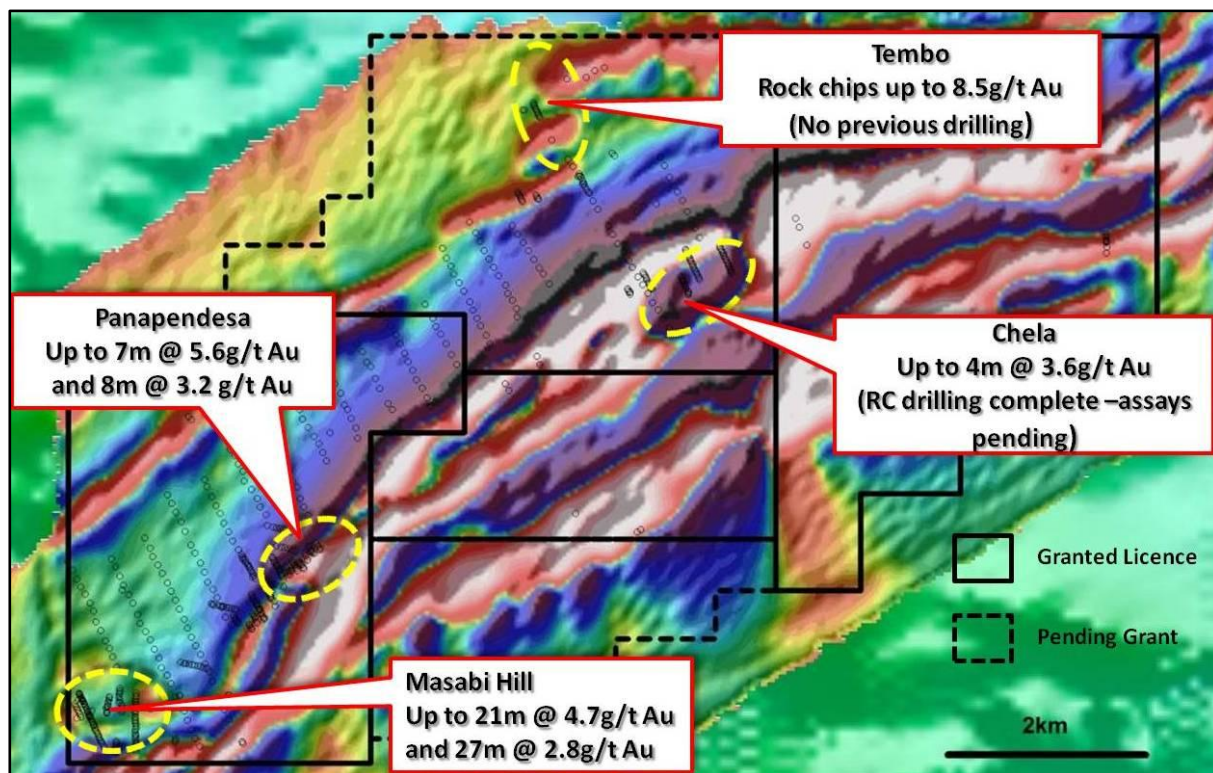 Tembo
Rock chips up to 8.5g/t Au
(No previous drilling)
Panapendesa
Up to 7m @ 5.6g/t Au
and 8m @ 3.2 g/t Au
Chela
Up to 4m @ 3.6g/t Au
(RC drilling complete –assays
pending)
Granted Licence
Pending Grant
Masabi Hill
Up to 21m @ 4.7g/t Au
and 27m @ 2.8g/t Au
2km